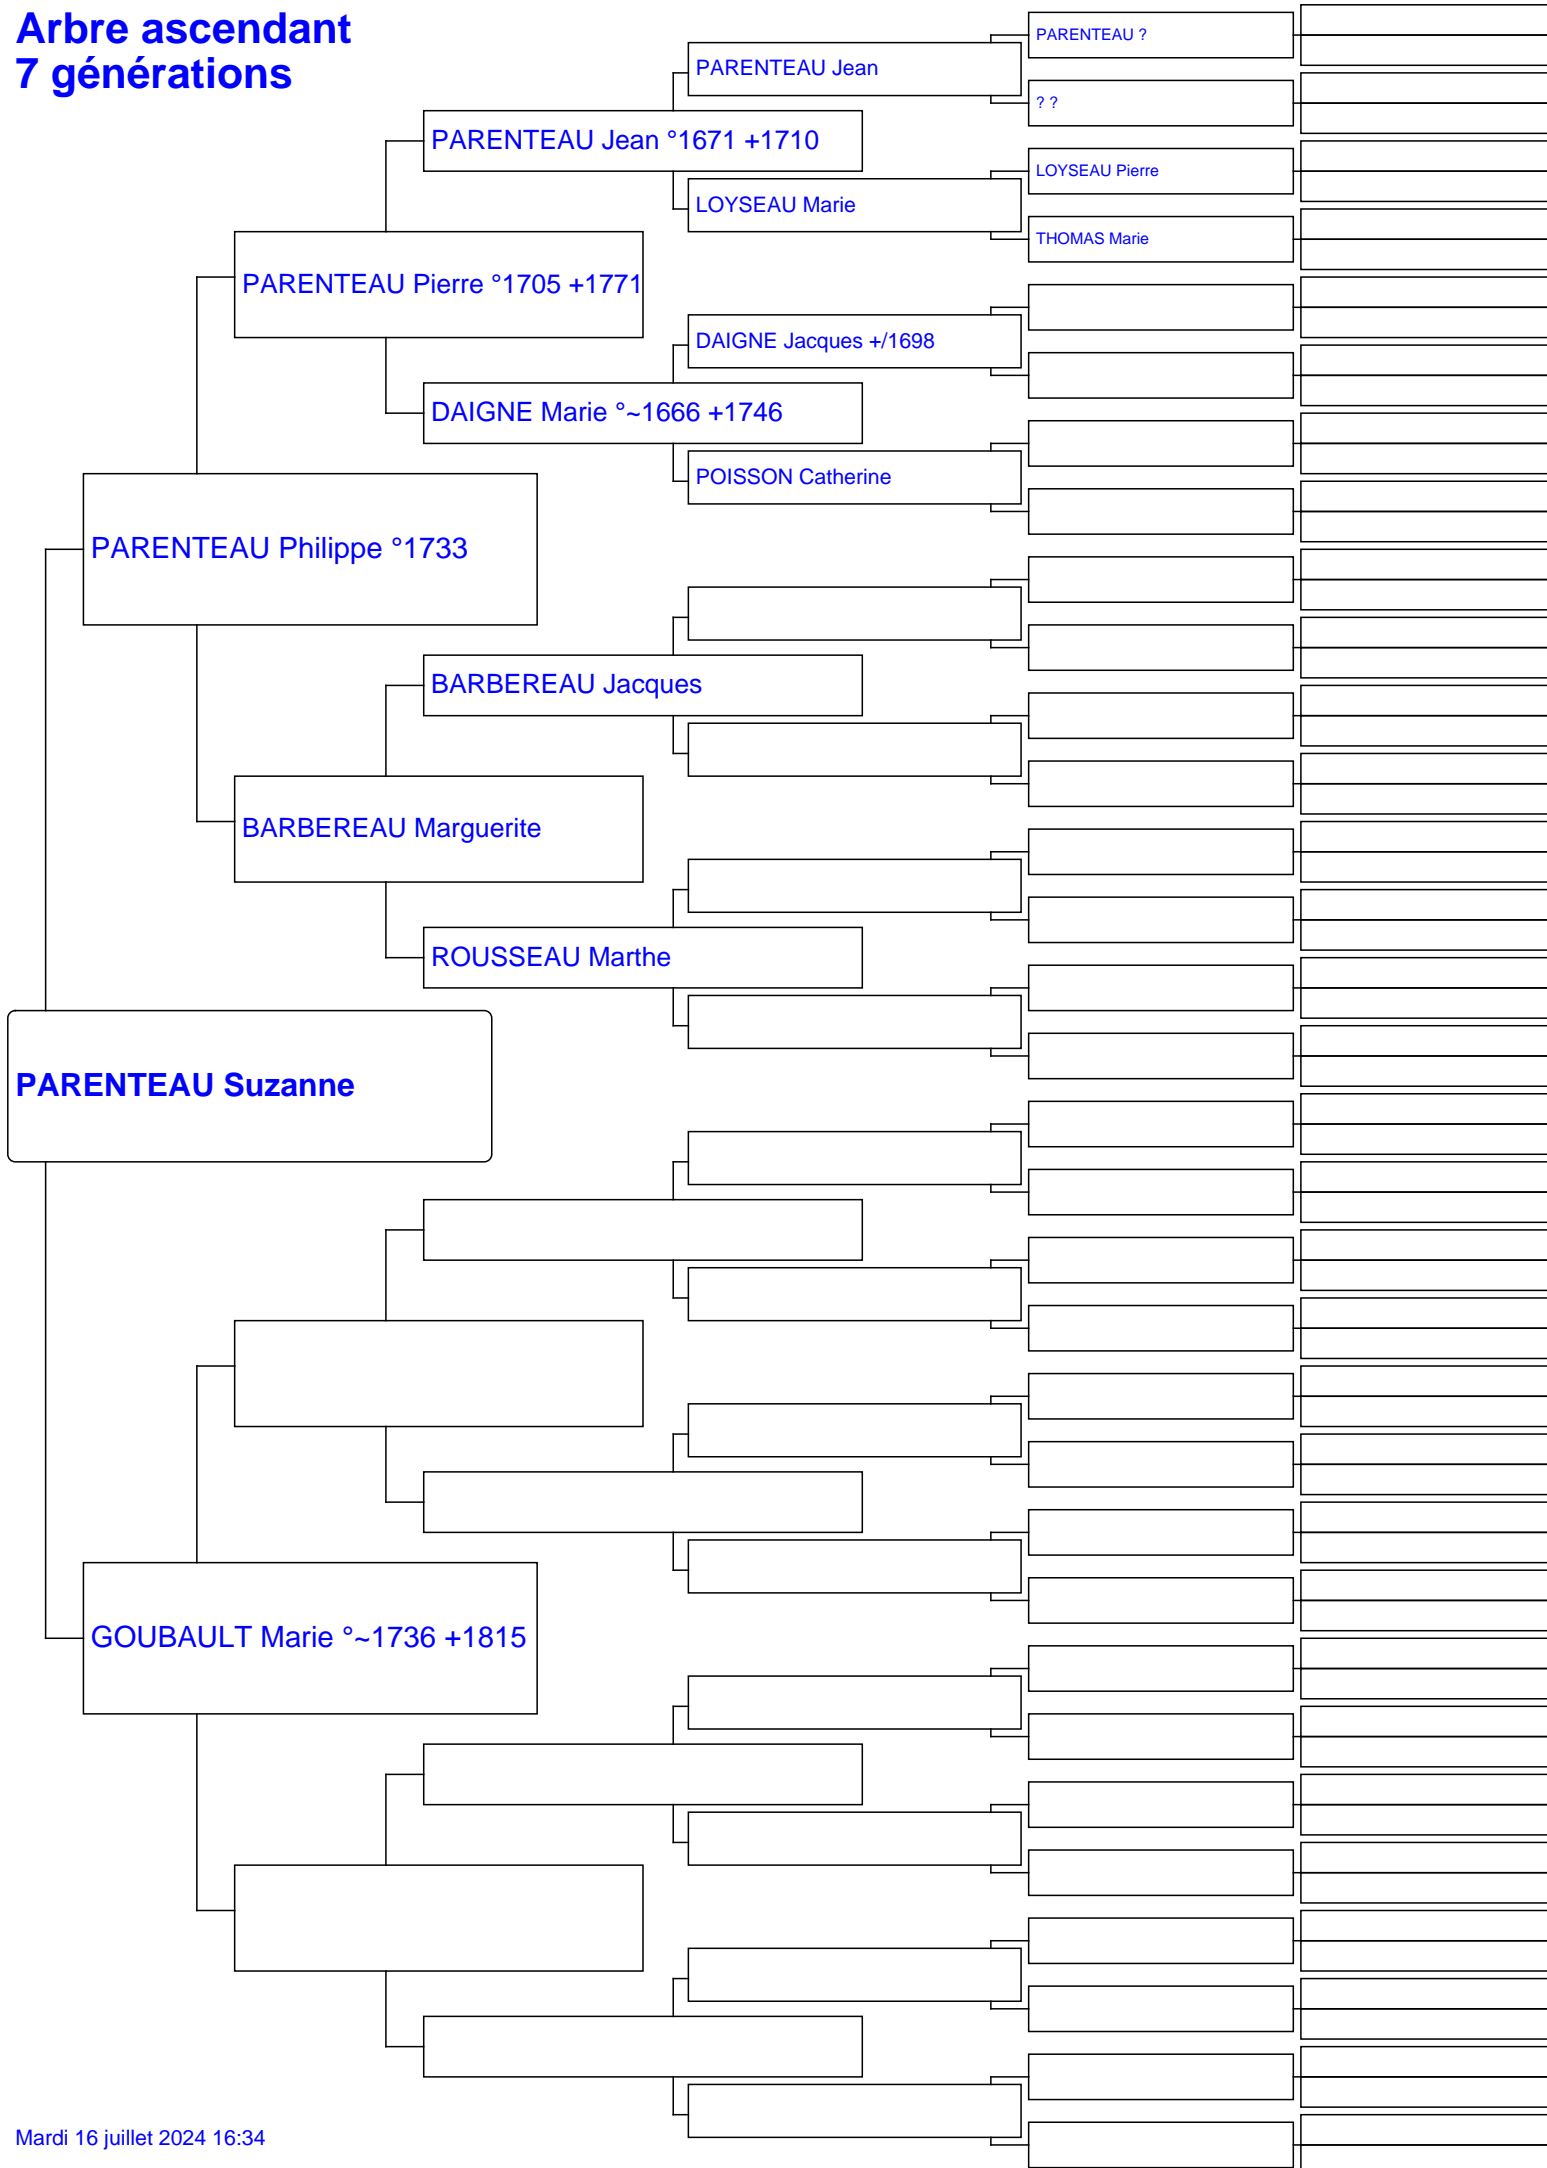 Arbre ascendant
7 générations
PARENTEAU ?
PARENTEAU Jean
? ?
PARENTEAU Jean °1671 +1710
LOYSEAU Pierre
LOYSEAU Marie
THOMAS Marie
PARENTEAU Pierre °1705 +1771
DAIGNE Jacques +/1698
DAIGNE Marie °~1666 +1746
POISSON Catherine
PARENTEAU Philippe °1733
BARBEREAU Jacques
BARBEREAU Marguerite
ROUSSEAU Marthe
PARENTEAU Suzanne
GOUBAULT Marie °~1736 +1815
Mardi 16 juillet 2024 16:34